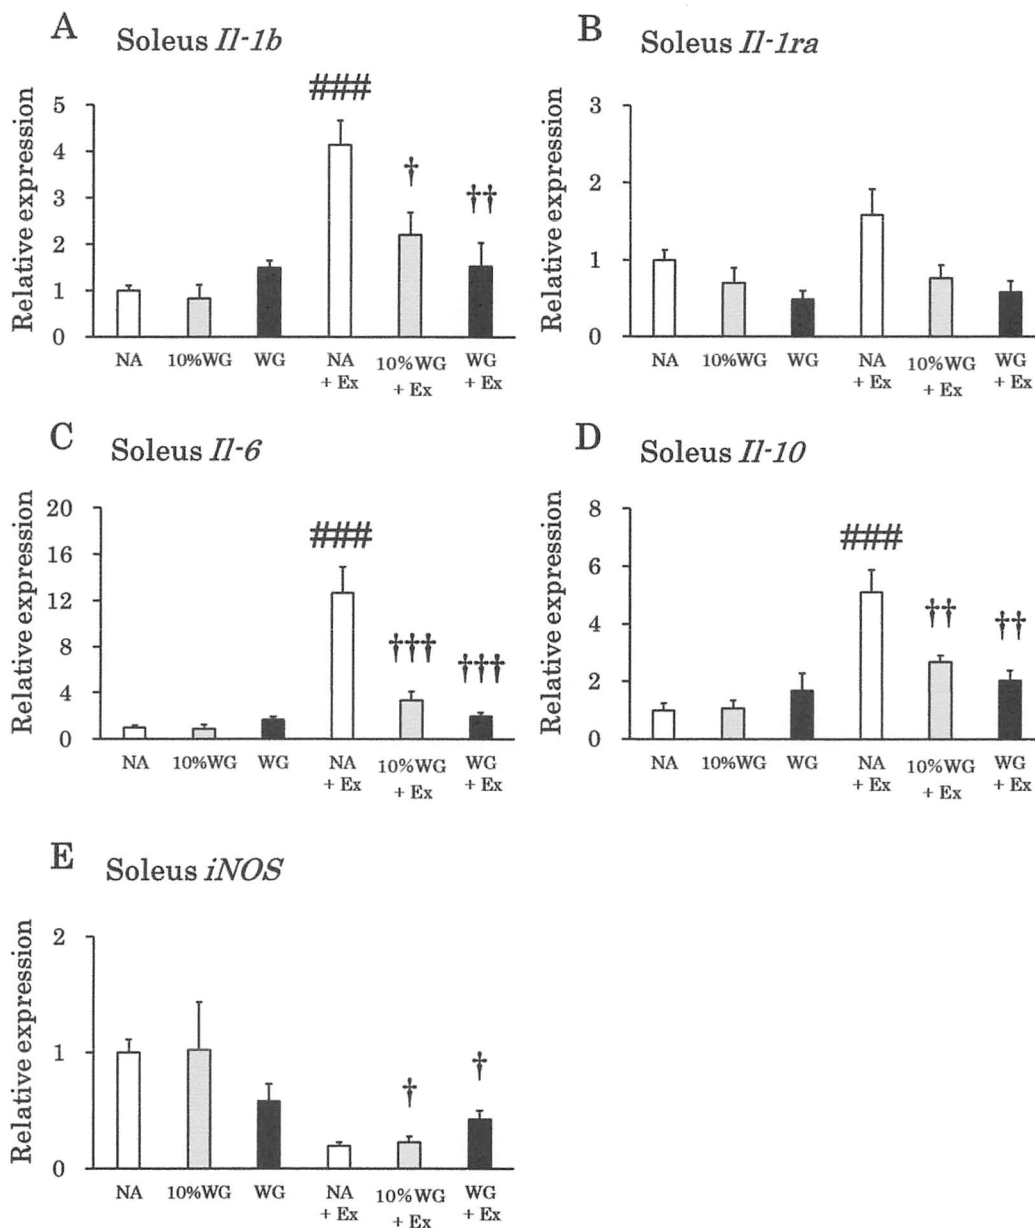 A Soleus Il-1b
###
†
††
Relative expression
5
4
3
2
1
0
NA 10%WG WG NA + Ex 10%WG + Ex WG + Ex
B Soleus Il-1ra
Relative expression
3
2
1
0
NA 10%WG WG NA + Ex 10%WG + Ex WG + Ex
C Soleus Il-6
###
†††
†††
Relative expression
20
16
12
8
4
0
NA 10%WG WG NA + Ex 10%WG + Ex WG + Ex
D Soleus Il-10
###
††
††
Relative expression
8
6
4
2
0
NA 10%WG WG NA + Ex 10%WG + Ex WG + Ex
E Soleus iNOS
†
†
Relative expression
2
1
0
NA 10%WG WG NA + Ex 10%WG + Ex WG + Ex